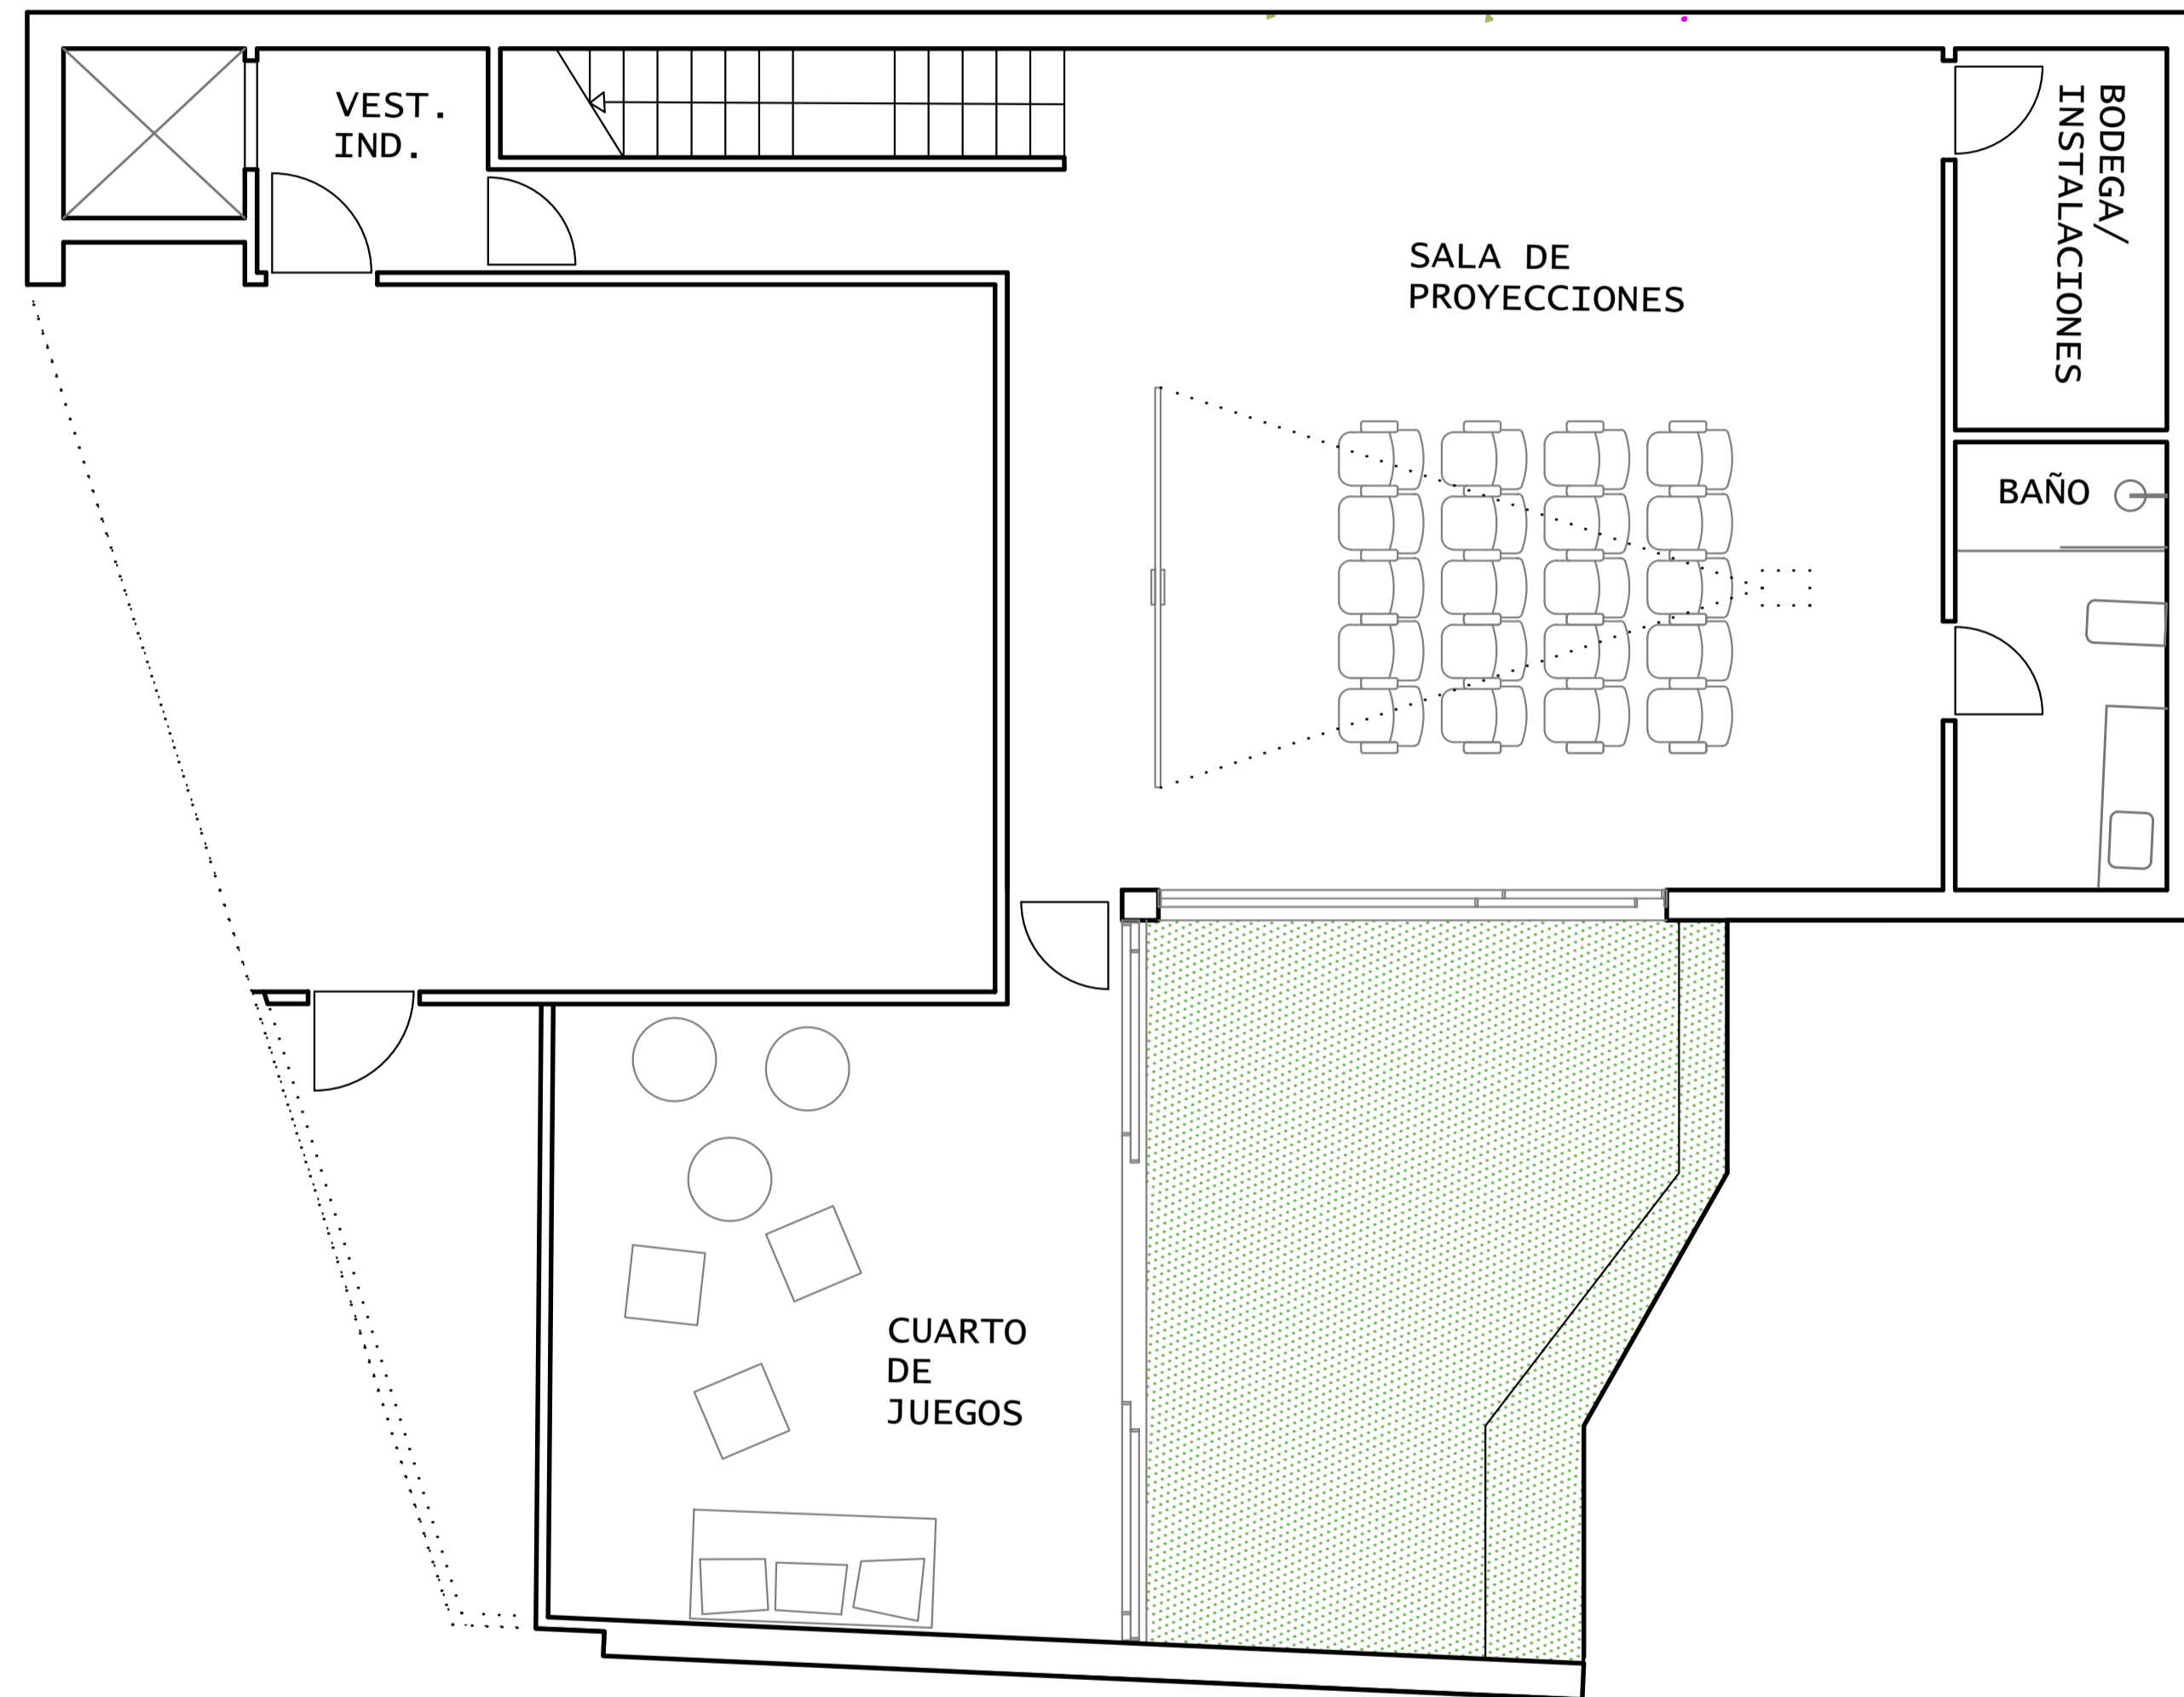 VEST.
IND.
SALA DE
PROYECCIONES
BODEGA/
INSTALACIONES
BAÑO
CUARTO
DE
JUEGOS